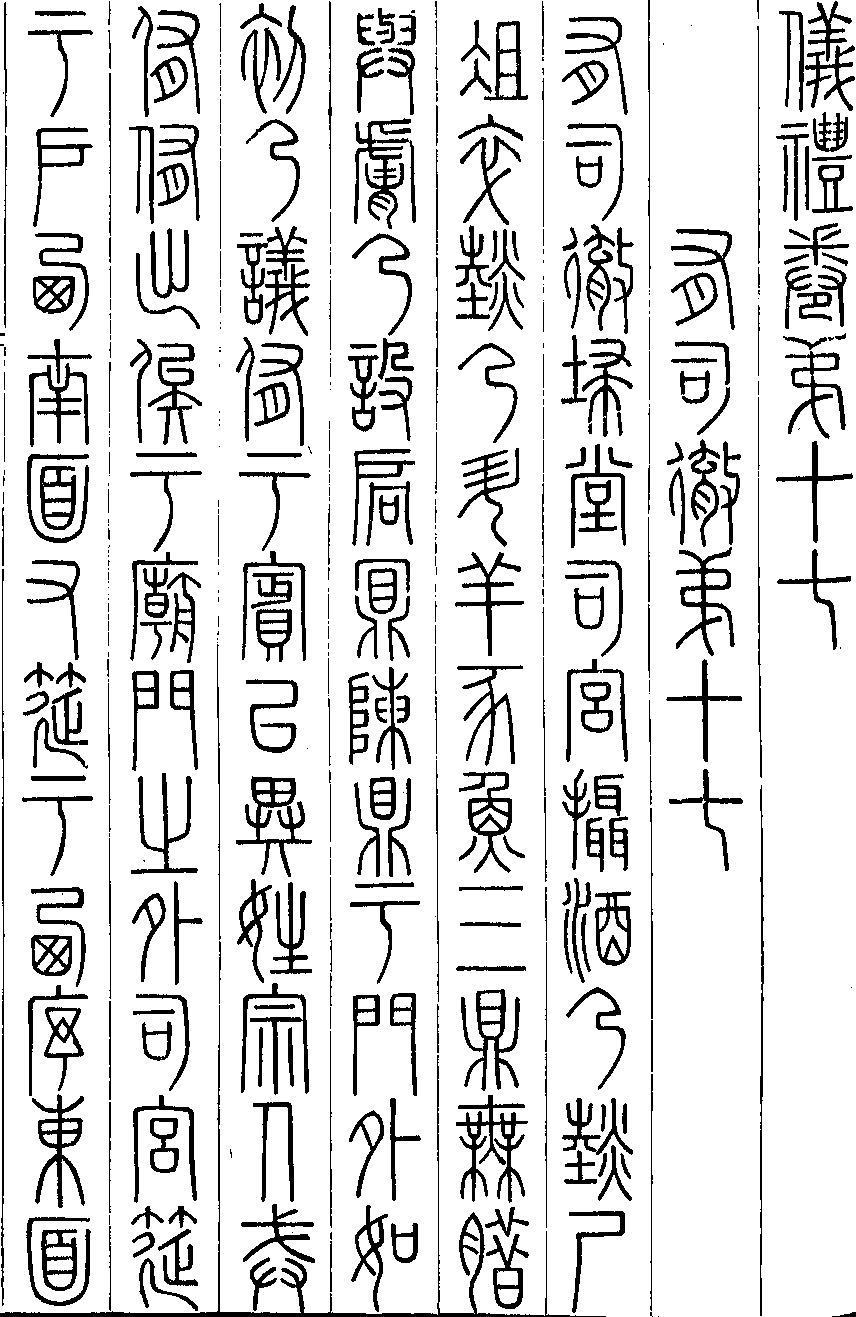 儀禮卷第十七
有司徹第十七
有司徹埽堂司宮攝酒乃燅尸
俎卒燅乃升羊豕魚三鼎無腊
與膚乃設扃鼏陳鼎于門外如
初乃議侑于賓以異姓宗人戒
侑侑出俟于廟門之外司宮筵
于戶西南面又筵于西序東面